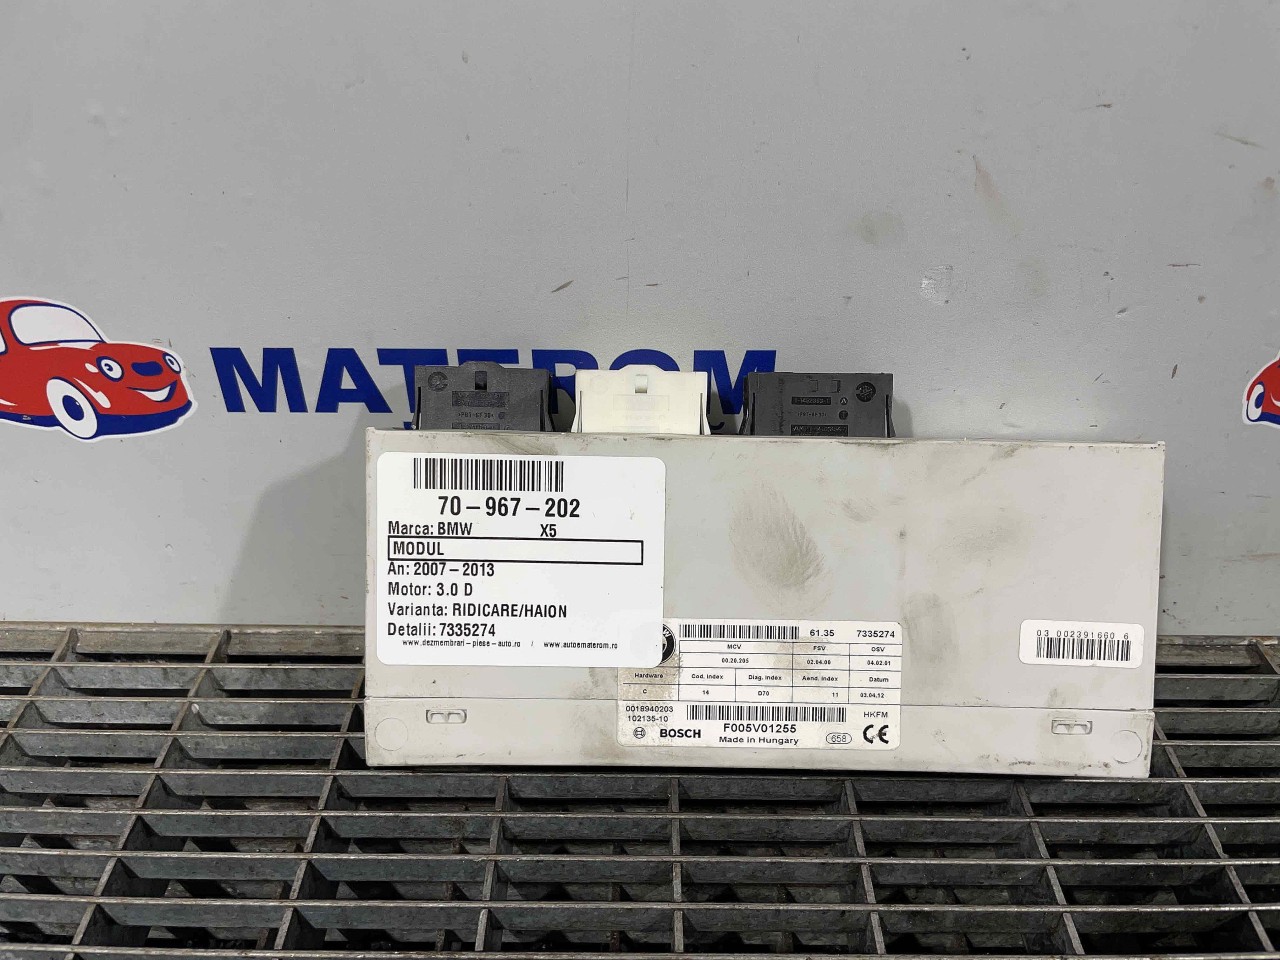 MATEROM
70-967-202
Marca: BMW X5
MODUL
An: 2007-2013
Motor: 3.0 D
Varianta: RIDICARE/HAION
Detalii: 7335274
www.dezmembrari-piese-auto.ro / www.autoematerom.ro
61.35 7335274
MCV FSV OSV
00.20.205 02.04.00 04.02.01
Hardware Cod. index Diag. index Aend. index Datum
C 14 D70 11 03.04.12
0018940203
102135-10
HKFM
BOSCH F005V01255
Made in Hungary 658 CE
03 002391660 6